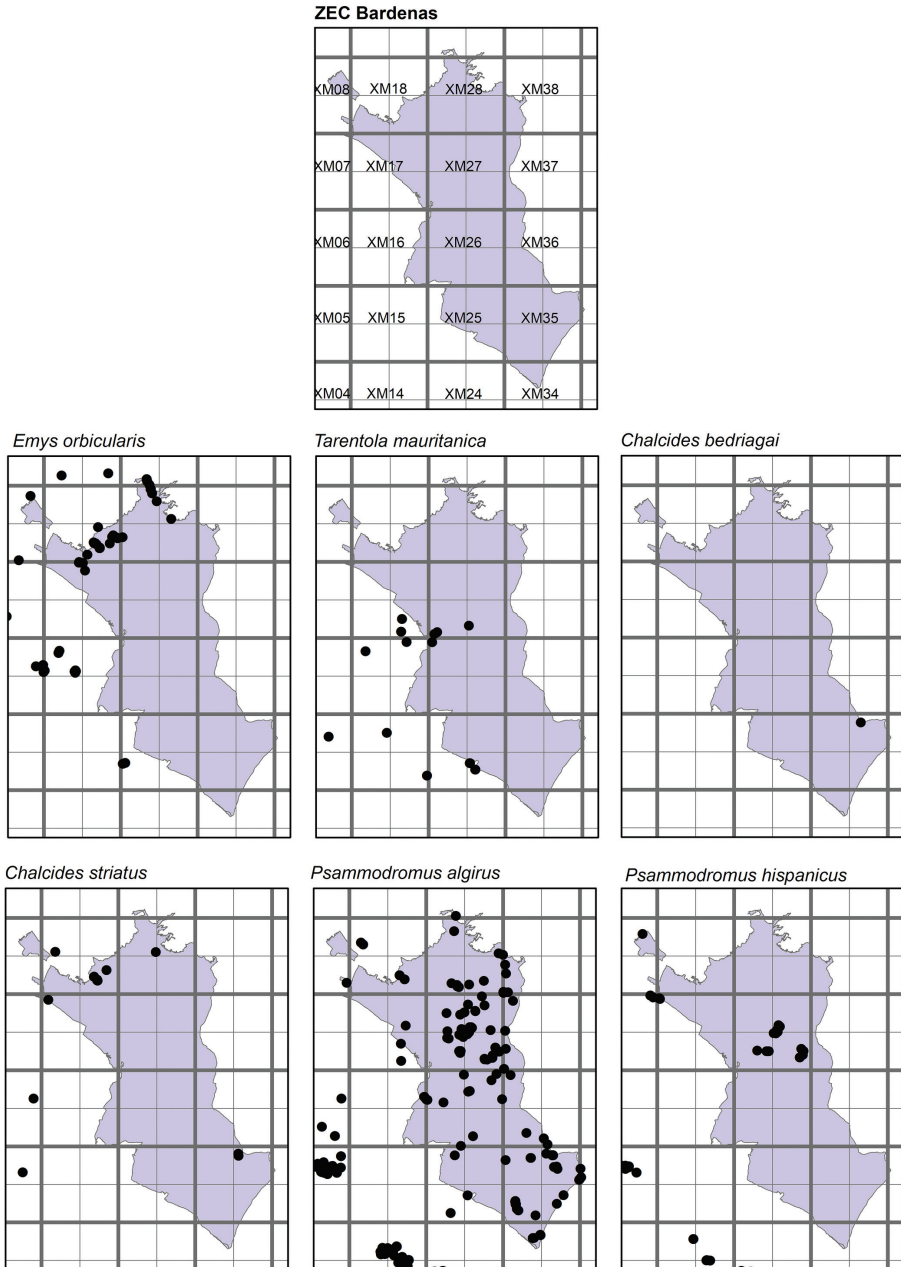 ZEC Bardenas
XM08 XM18 XM28 XM38
XM07 XM17 XM27 XM37
XM06 XM16 XM26 XM36
XM05 XM15 XM25 XM35
XM04 XM14 XM24 XM34
Emys orbicularis
Tarentola mauritanica
Chalcides bedriagai
Chalcides striatus
Psammodromus algirus
Psammodromus hispanicus